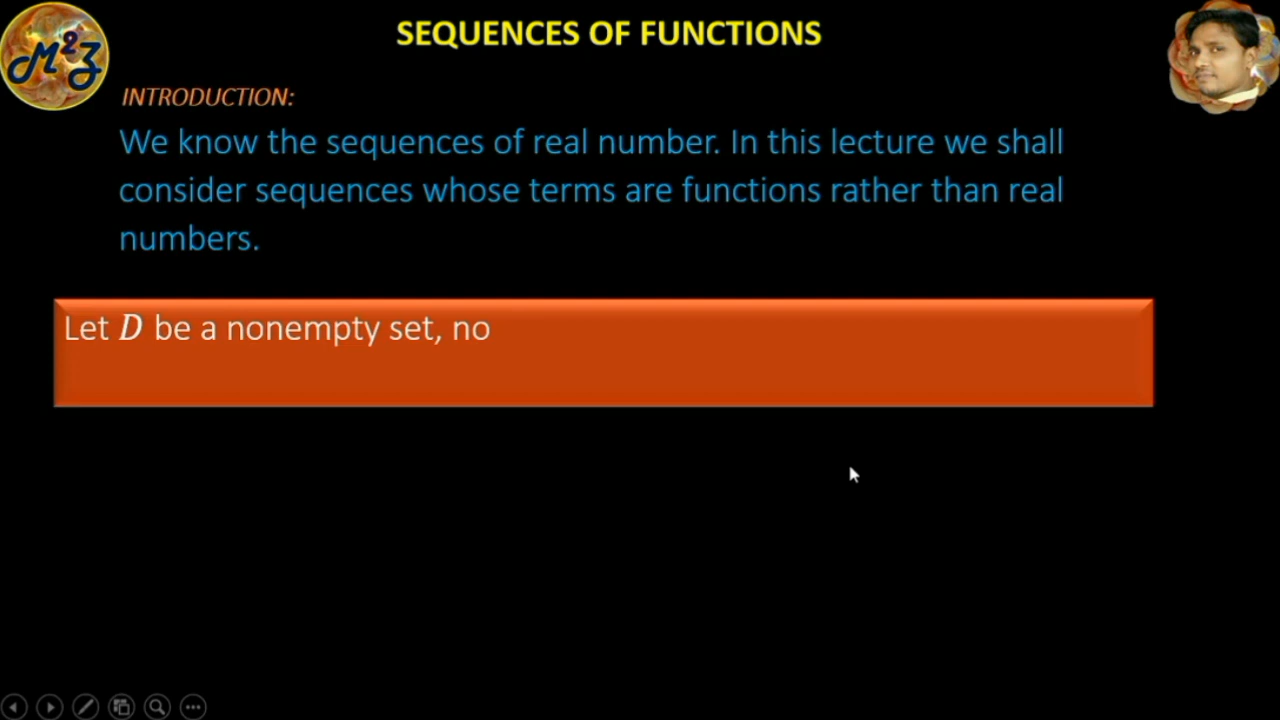 M²Z
SEQUENCES OF FUNCTIONS
INTRODUCTION:
We know the sequences of real number. In this lecture we shall
consider sequences whose terms are functions rather than real
numbers.
Let D be a nonempty set, no